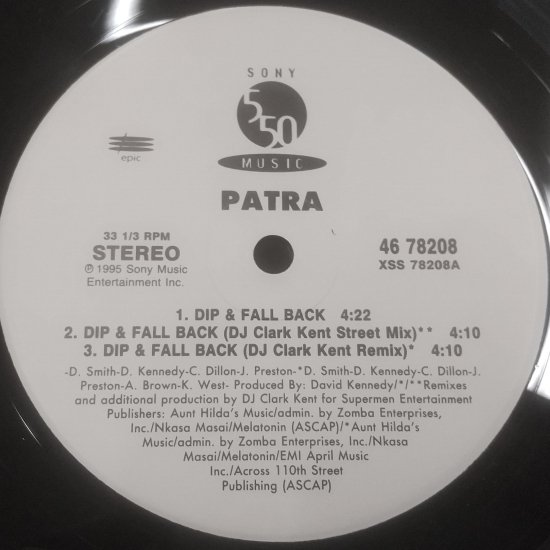 SONY
550
MUSIC
epic
PATRA
33 1/3 RPM
STEREO
℗ 1995 Sony Music
Entertainment Inc.
46 78208
XSS 78208A
1. DIP & FALL BACK 4:22
2. DIP & FALL BACK (DJ Clark Kent Street Mix)** 4:10
3. DIP & FALL BACK (DJ Clark Kent Remix)* 4:10
-D. Smith-D. Kennedy-C. Dillon-J. Preston-*D. Smith-D. Kennedy-C. Dillon-J.
Preston-A. Brown-K. West- Produced By: David Kennedy/*/**Remixes
and additional production by DJ Clark Kent for Supermen Entertainment
Publishers: Aunt Hilda's Music/admin. by Zomba Enterprises,
Inc./Nkasa Masai/Melatonin (ASCAP)/*Aunt Hilda's
Music/admin. by Zomba Enterprises, Inc./Nkasa
Masai/Melatonin/EMI April Music
Inc./Across 110th Street
Publishing (ASCAP)